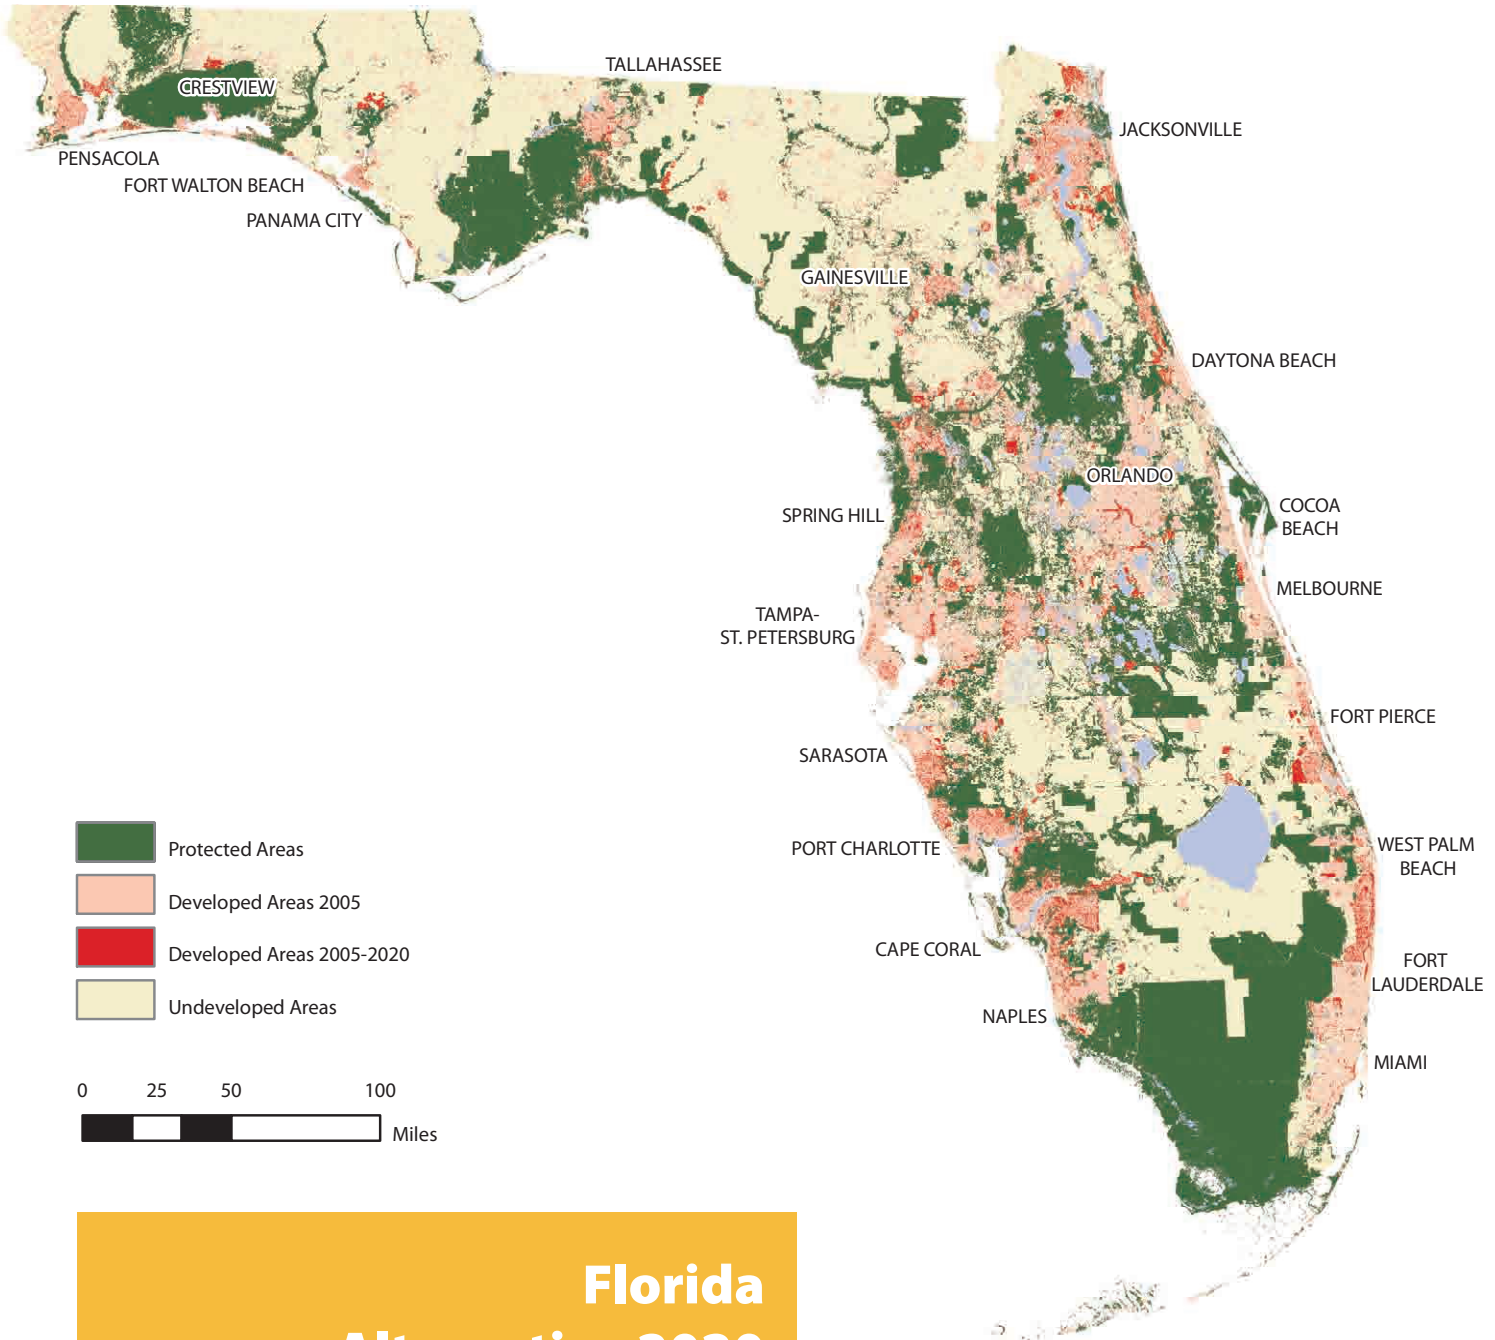 TALLAHASSEE
CRESTVIEW
JACKSONVILLE
PENSACOLA
FORT WALTON BEACH
PANAMA CITY
GAINESVILLE
DAYTONA BEACH
ORLANDO
SPRING HILL
COCOA
BEACH
MELBOURNE
TAMPA-
ST. PETERSBURG
FORT PIERCE
SARASOTA
PORT CHARLOTTE
WEST PALM
BEACH
CAPE CORAL
FORT
LAUDERDALE
NAPLES
MIAMI
Protected Areas
Developed Areas 2005
Developed Areas 2005-2020
Undeveloped Areas
0 25 50 100
Miles
Florida
Alternative 2020